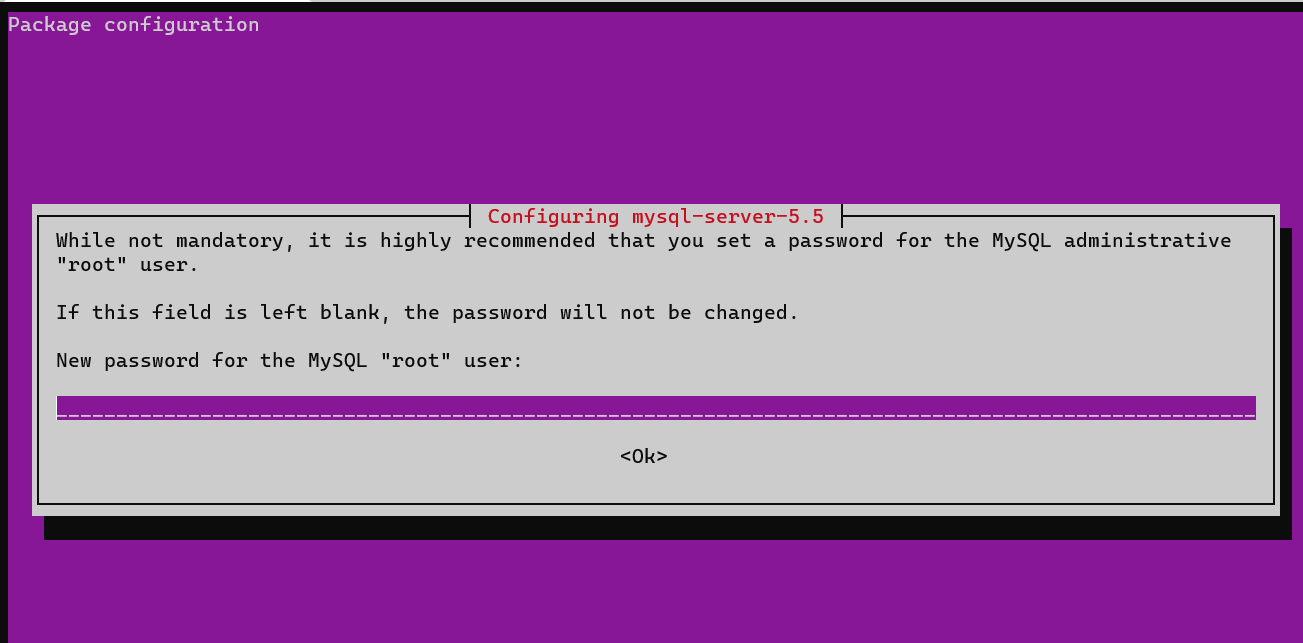 Package configuration
Configuring mysql-server-5.5
While not mandatory, it is highly recommended that you set a password for the MySQL administrative
"root" user.
If this field is left blank, the password will not be changed.
New password for the MySQL "root" user:
<Ok>